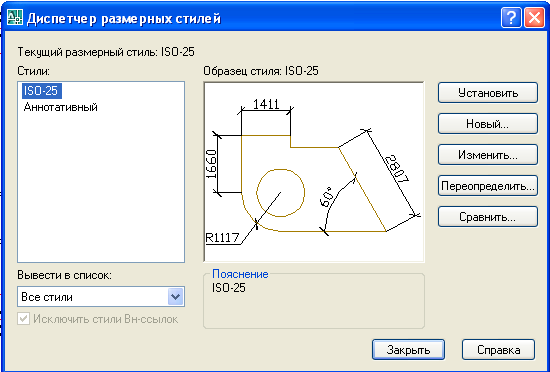 Диспетчер размерных стилей
Текущий размерный стиль: ISO-25
Стили:
ISO-25
Аннотативный
Образец стиля: ISO-25
1411
1660
2807
60°
R1117
Установить
Новый...
Изменить...
Переопределить...
Сравнить...
Вывести в список:
Все стили
Исключить стили Вн-ссылок
Пояснение
ISO-25
Закрыть
Справка